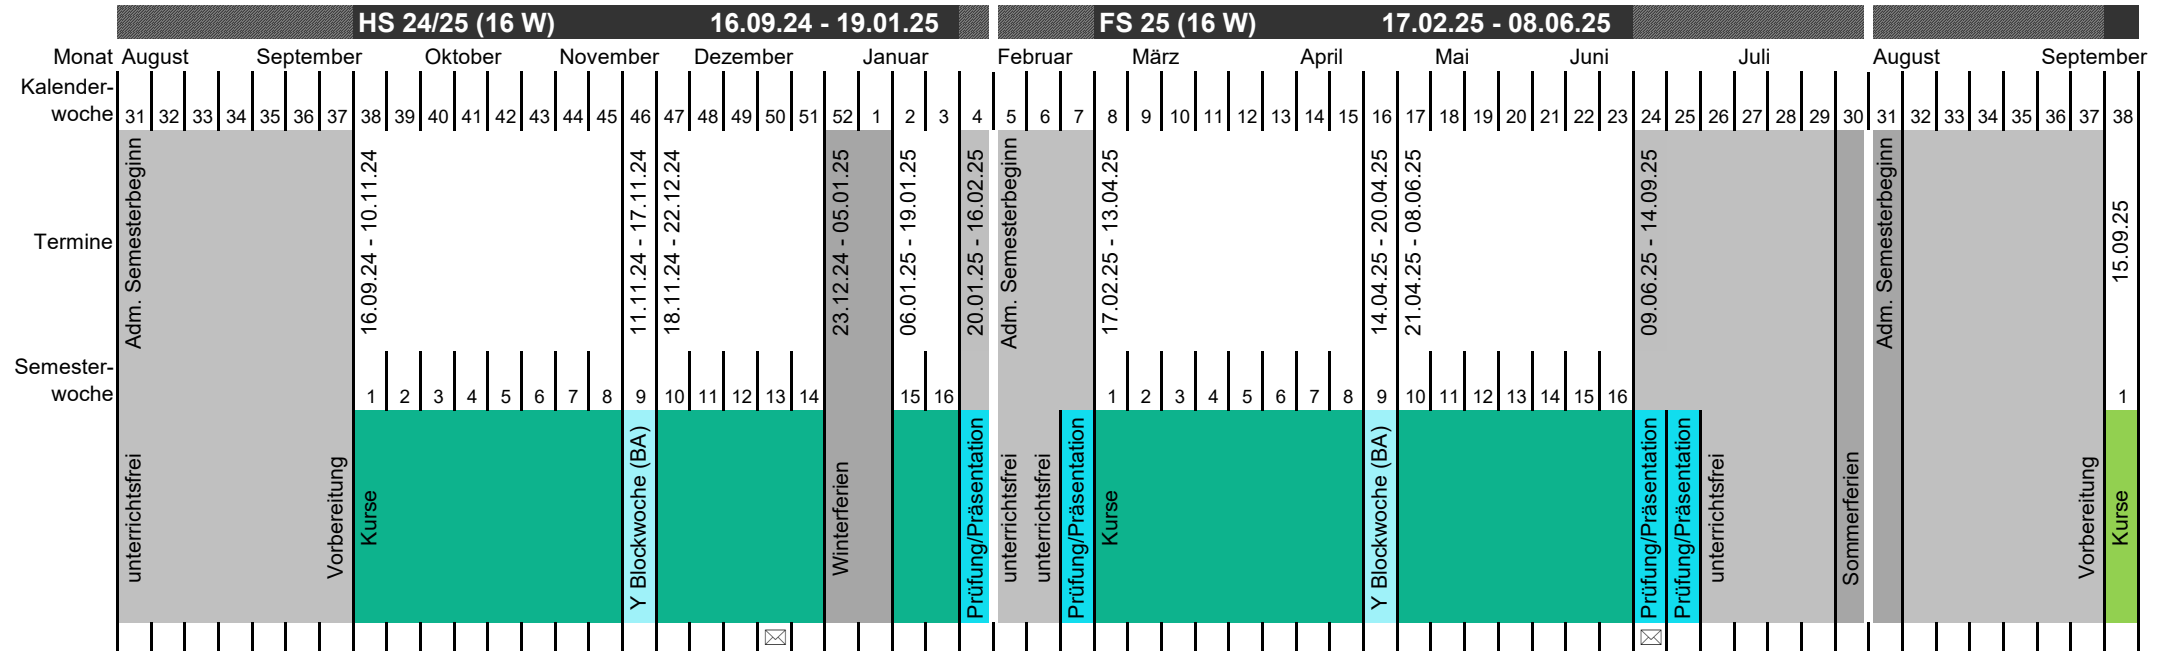 HS 24/25 (16 W) 16.09.24 - 19.01.25 FS 25 (16 W) 17.02.25 - 08.06.25
Monat August September Oktober November Dezember Januar Februar März April Mai Juni Juli August September
Kalender-
woche 31 32 33 34 35 36 37 38 39 40 41 42 43 44 45 46 47 48 49 50 51 52 1 2 3 4 5 6 7 8 9 10 11 12 13 14 15 16 17 18 19 20 21 22 23 24 25 26 27 28 29 30 31 32 33 34 35 36 37 38
Termine Adm. Semesterbeginn 16.09.24 - 10.11.24 11.11.24 - 17.11.24 18.11.24 - 22.12.24 23.12.24 - 05.01.25 06.01.25 - 19.01.25 20.01.25 - 16.02.25 Adm. Semesterbeginn 17.02.25 - 13.04.25 14.04.25 - 20.04.25 21.04.25 - 08.06.25 09.06.25 - 14.09.25 Adm. Semesterbeginn 15.09.25
Semester-
woche 1 2 3 4 5 6 7 8 9 10 11 12 13 14 15 16 1 2 3 4 5 6 7 8 9 10 11 12 13 14 15 16 1
unterrichtsfrei Vorbereitung Kurse Y Blockwoche (BA) Winterferien Prüfung/Präsentation unterrichtsfrei unterrichtsfrei Prüfung/Präsentation Kurse Y Blockwoche (BA) Prüfung/Präsentation Prüfung/Präsentation unterrichtsfrei Sommerferien Vorbereitung Kurse